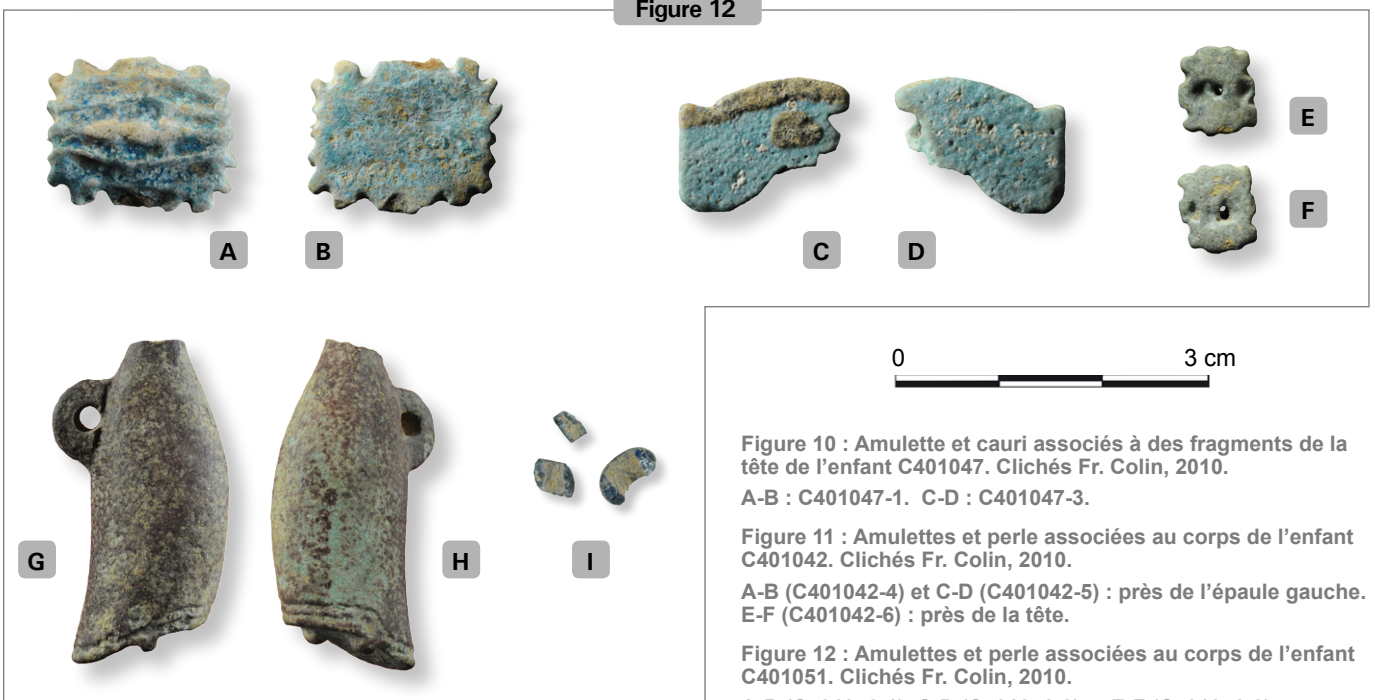 Figure 12
A
B
C
D
E
F
G
H
I
0 3 cm
Figure 10 : Amulette et cauri associés à des fragments de la
tête de l’enfant C401047. Clichés Fr. Colin, 2010.
A-B : C401047-1. C-D : C401047-3.
Figure 11 : Amulettes et perle associées au corps de l’enfant
C401042. Clichés Fr. Colin, 2010.
A-B (C401042-4) et C-D (C401042-5) : près de l’épaule gauche.
E-F (C401042-6) : près de la tête.
Figure 12 : Amulettes et perle associées au corps de l’enfant
C401051. Clichés Fr. Colin, 2010.